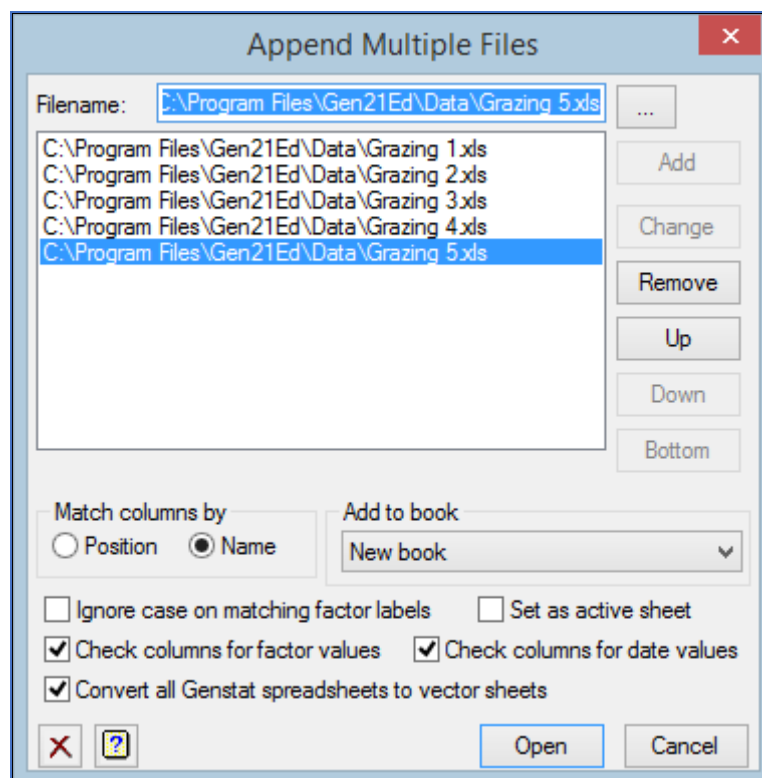 Append Multiple Files
Filename: C:\Program Files\Gen21Ed\Data\Grazing 5.xls ...
C:\Program Files\Gen21Ed\Data\Grazing 1.xls
C:\Program Files\Gen21Ed\Data\Grazing 2.xls
C:\Program Files\Gen21Ed\Data\Grazing 3.xls
C:\Program Files\Gen21Ed\Data\Grazing 4.xls
C:\Program Files\Gen21Ed\Data\Grazing 5.xls
Add
Change
Remove
Up
Down
Bottom
Match columns by
Position Name
Add to book
New book
Ignore case on matching factor labels Set as active sheet
Check columns for factor values Check columns for date values
Convert all Genstat spreadsheets to vector sheets
? Open Cancel